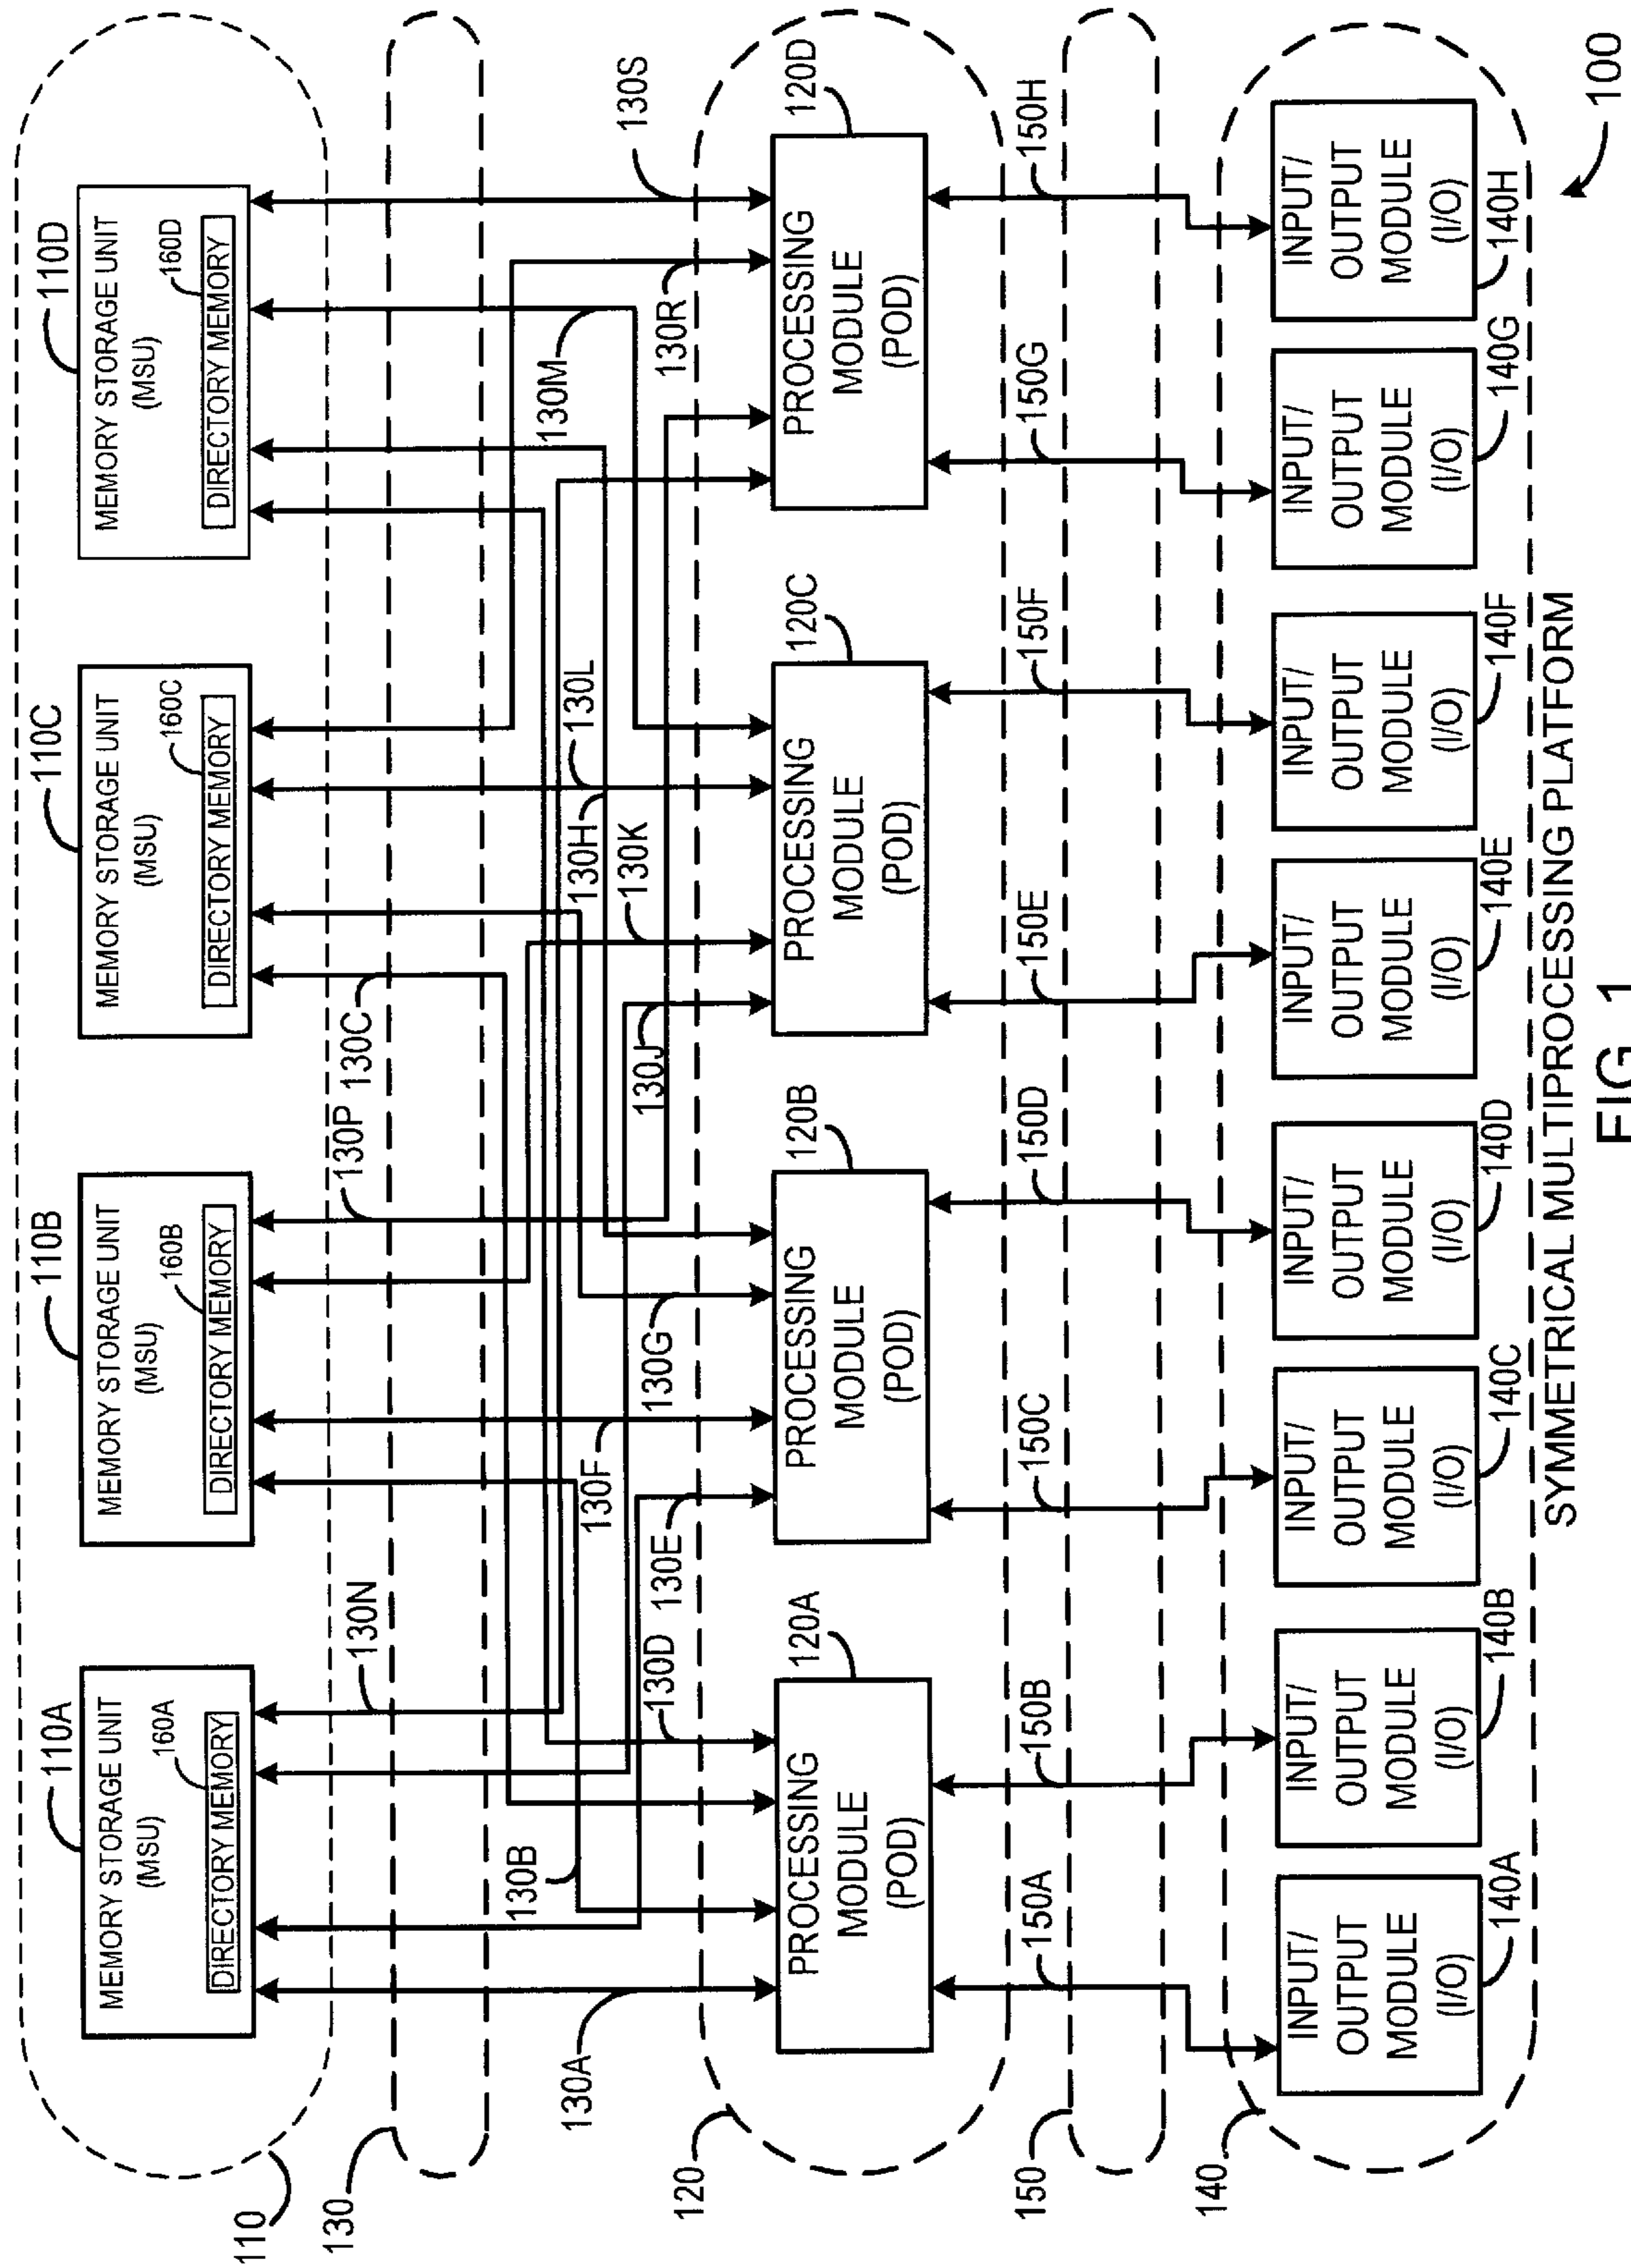 110
110A
MEMORY STORAGE UNIT
(MSU)
160A
DIRECTORY MEMORY
110B
MEMORY STORAGE UNIT
(MSU)
160B
DIRECTORY MEMORY
110C
MEMORY STORAGE UNIT
(MSU)
160C
DIRECTORY MEMORY
110D
MEMORY STORAGE UNIT
(MSU)
160D
DIRECTORY MEMORY
130
130N
130P
130C
130A
130B
130D
130E
130F
130G
130J
130H
130K
130L
130M
130R
130S
120
120A
PROCESSING
MODULE
(POD)
120B
PROCESSING
MODULE
(POD)
120C
PROCESSING
MODULE
(POD)
120D
PROCESSING
MODULE
(POD)
150
150A
150B
150C
150D
150E
150F
150G
150H
140
INPUT/
OUTPUT
MODULE
(I/O)
140A
INPUT/
OUTPUT
MODULE
(I/O)
140B
INPUT/
OUTPUT
MODULE
(I/O)
140C
INPUT/
OUTPUT
MODULE
(I/O)
140D
INPUT/
OUTPUT
MODULE
(I/O)
140E
INPUT/
OUTPUT
MODULE
(I/O)
140F
INPUT/
OUTPUT
MODULE
(I/O)
140G
INPUT/
OUTPUT
MODULE
(I/O)
140H
SYMMETRICAL MULTIPROCESSING PLATFORM
100
FIG 1